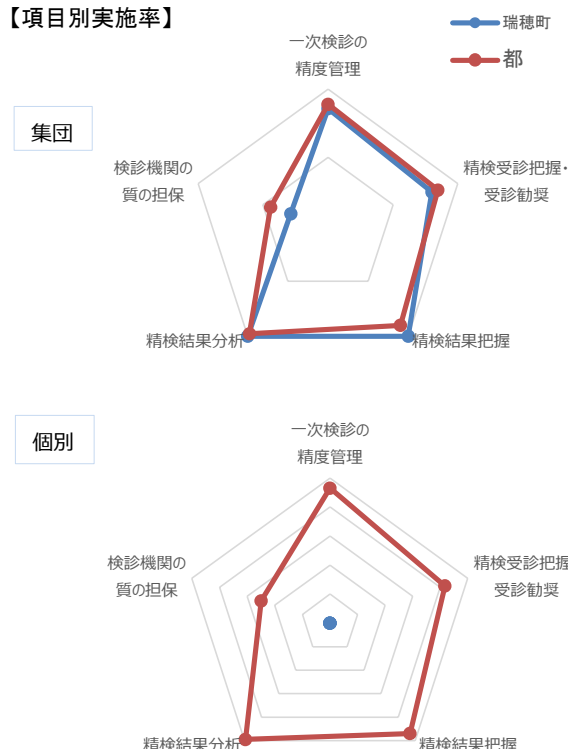 【項目別実施率】
瑞穂町
都
集団
一次検診の
精度管理
精検受診把握・
受診勧奨
精検結果把握
精検結果分析
検診機関の
質の担保
個別
一次検診の
精度管理
精検受診把握
受診勧奨
精検結果把握
精検結果分析
検診機関の
質の担保